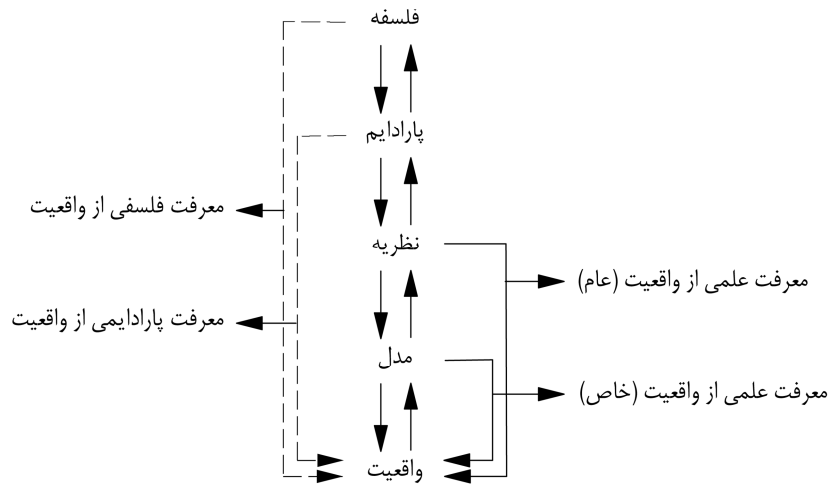 فلسفه
پارادایم
معرفت فلسفی از واقعیت
نظریه
معرفت علمی از واقعیت (عام)
معرفت پارادایمی از واقعیت
مدل
معرفت علمی از واقعیت (خاص)
واقعیت